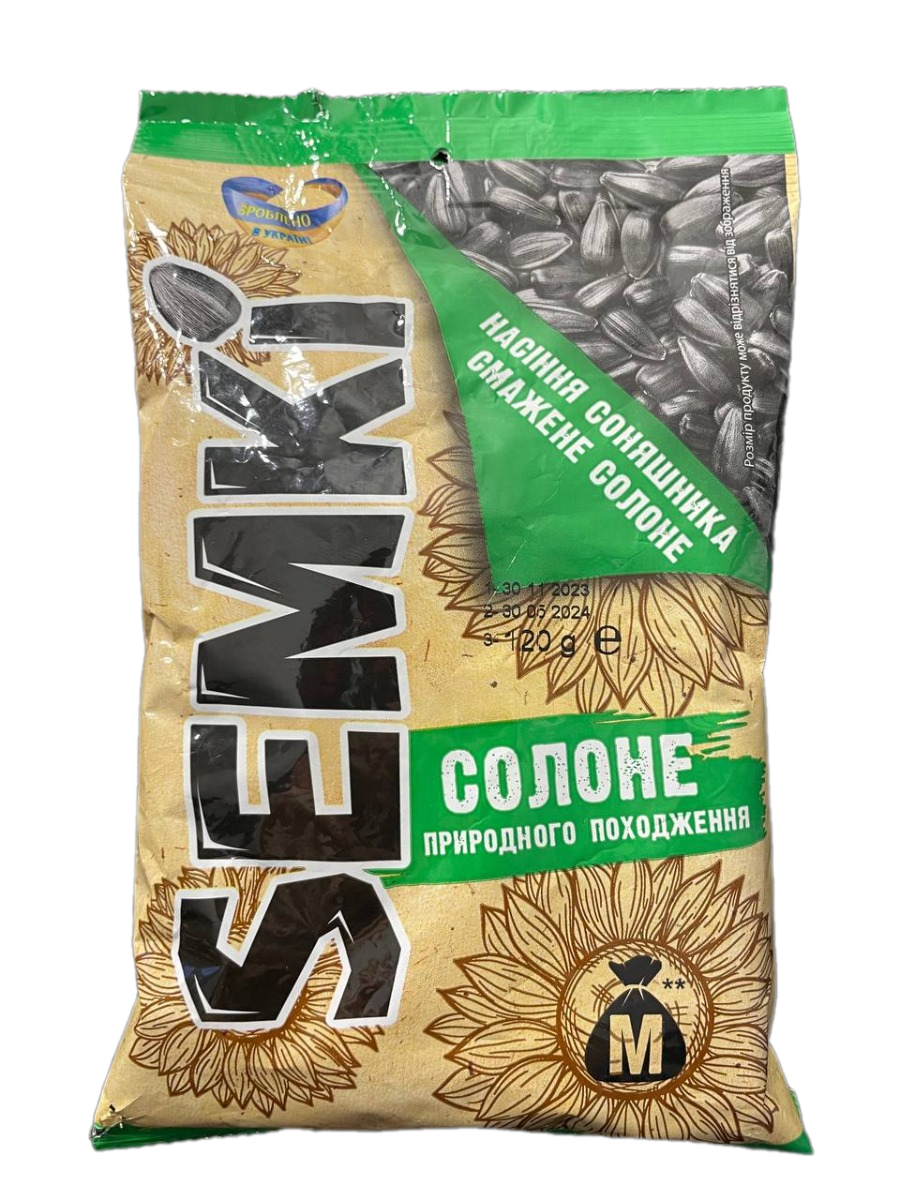 ЗРОБЛЕНО
В УКРАЇНІ
SEMKI
НАСІННЯ СОНЯШНИКА
СМАЖЕНЕ СОЛОНЕ
Розмір продукту може відрізнятися від зображення
1- 30 11 2023
2- 30 05 2024
3- 120 g e
СОЛОНЕ
ПРИРОДНОГО ПОХОДЖЕННЯ
M**